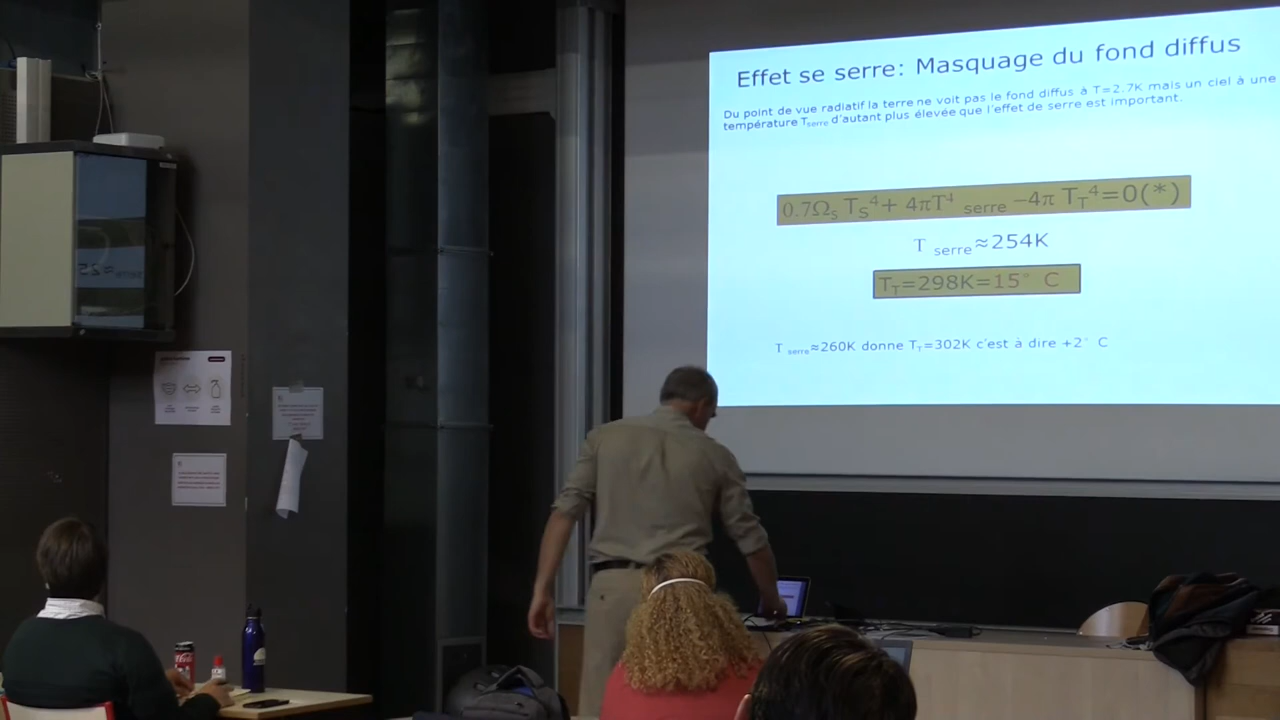 Effet se serre: Masquage du fond diffus
Du point de vue radiatif la terre ne voit pas le fond diffus à T=2.7K mais un ciel à une
température Tserre d'autant plus élevée que l'effet de serre est important.
0.7ΩsTS⁴+ 4πT⁴ serre −4π TT⁴=0(*)
T serre≈254K
TT=298K=15° C
T serre≈260K donne TT=302K c'est à dire +2° C